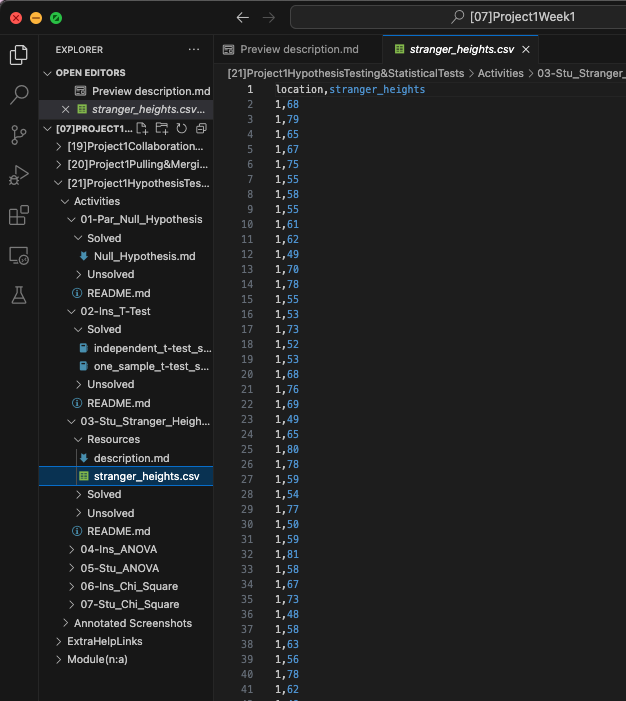 [07]Project1Week1
EXPLORER
Preview description.md
stranger_heights.csv
OPEN EDITORS
Preview description.md
stranger_heights.csv...
[07]PROJECT1...
[19]Project1Collaboration...
[20]Project1Pulling&Mergi...
[21]Project1HypothesisTes...
Activities
01-Par_Null_Hypothesis
Solved
Null_Hypothesis.md
Unsolved
README.md
02-Ins_T-Test
Solved
independent_t-test_s...
one_sample_t-test_s...
Unsolved
README.md
03-Stu_Stranger_Heigh...
Resources
description.md
stranger_heights.csv
Solved
Unsolved
README.md
04-Ins_ANOVA
05-Stu_ANOVA
06-Ins_Chi_Square
07-Stu_Chi_Square
Annotated Screenshots
ExtraHelpLinks
Module(n:a)
[21]Project1HypothesisTesting&StatisticalTests > Activities > 03-Stu_Stranger_
1 location,stranger_heights
2 1,68
3 1,79
4 1,65
5 1,67
6 1,75
7 1,55
8 1,58
9 1,55
10 1,61
11 1,62
12 1,49
13 1,70
14 1,78
15 1,55
16 1,53
17 1,73
18 1,52
19 1,53
20 1,68
21 1,76
22 1,69
23 1,49
24 1,65
25 1,80
26 1,78
27 1,59
28 1,54
29 1,77
30 1,50
31 1,59
32 1,81
33 1,58
34 1,67
35 1,73
36 1,48
37 1,58
38 1,63
39 1,56
40 1,78
41 1,62